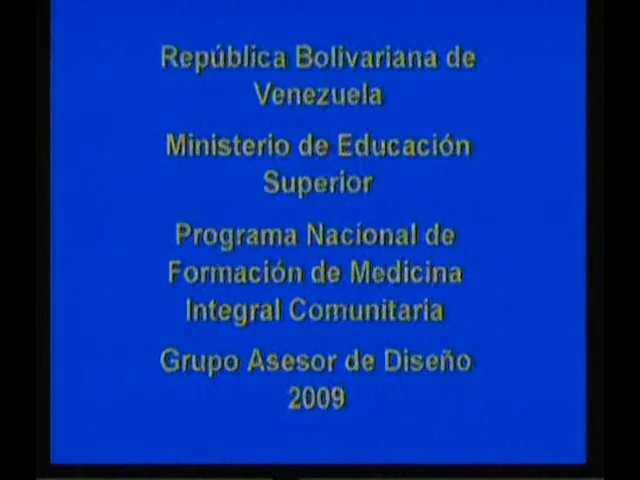 República Bolivariana de
Venezuela
Ministerio de Educación
Superior
Programa Nacional de
Formación de Medicina
Integral Comunitaria
Grupo Asesor de Diseño
2009